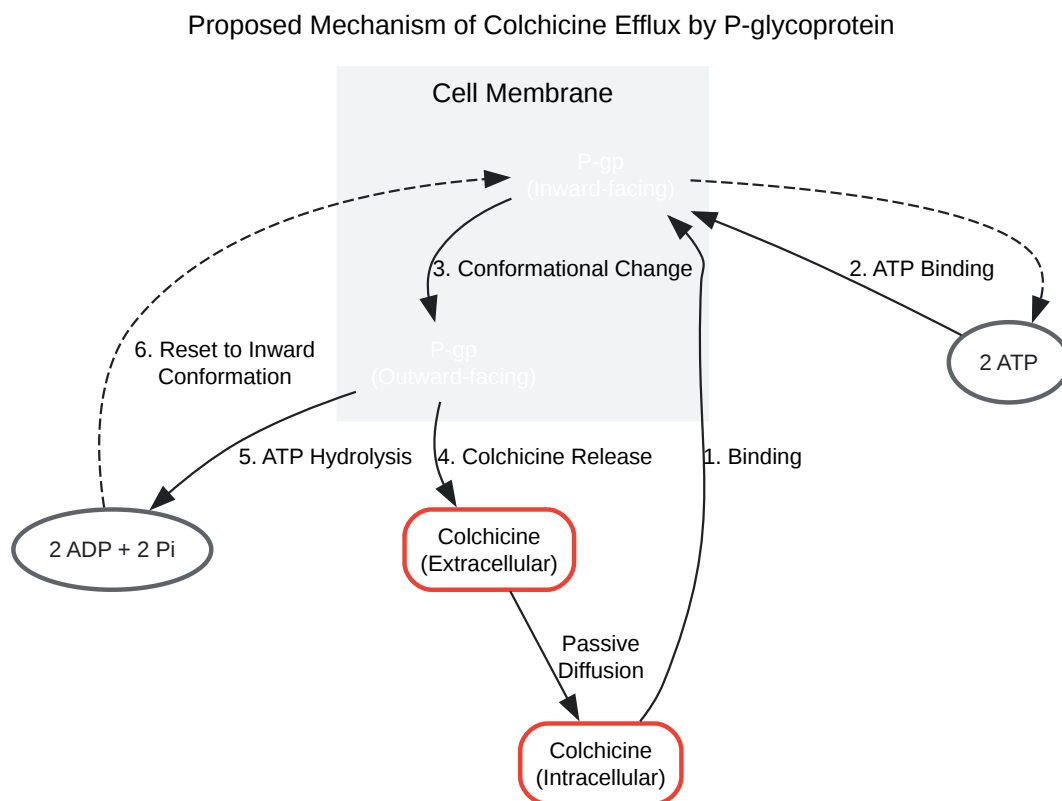 Proposed Mechanism of Colchicine Efflux by P-glycoprotein
Cell Membrane
P-gp
(Inward-facing)
3. Conformational Change
2. ATP Binding
P-gp
(Outward-facing)
6. Reset to Inward
Conformation
2 ATP
5. ATP Hydrolysis
4. Colchicine Release
1. Binding
2 ADP + 2 Pi
Colchicine
(Extracellular)
Passive
Diffusion
Colchicine
(Intracellular)